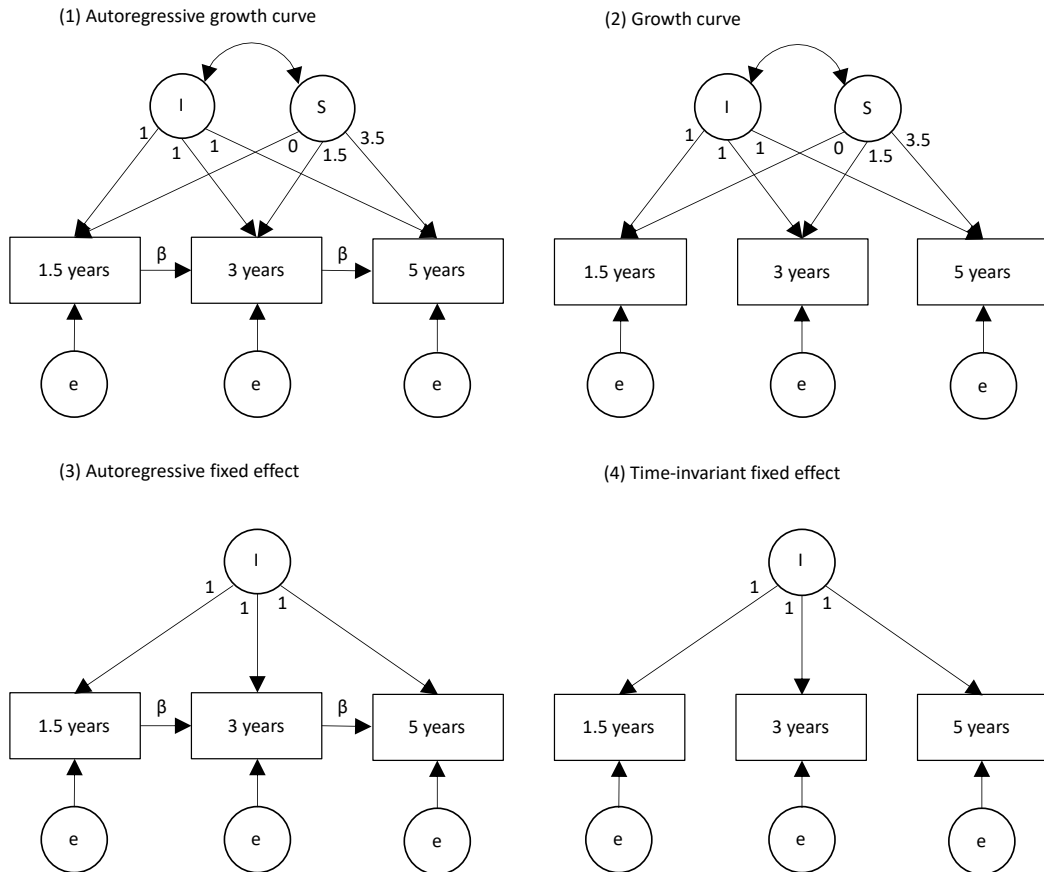 (1) Autoregressive growth curve
(2) Growth curve
I
S
I
S
1
1
1
0
1.5
3.5
1
1
1
0
1.5
3.5
1.5 years
β
3 years
β
5 years
1.5 years
3 years
5 years
e
e
e
e
e
e
(3) Autoregressive fixed effect
(4) Time-invariant fixed effect
I
I
1
1
1
1
1
1
1.5 years
β
3 years
β
5 years
1.5 years
3 years
5 years
e
e
e
e
e
e